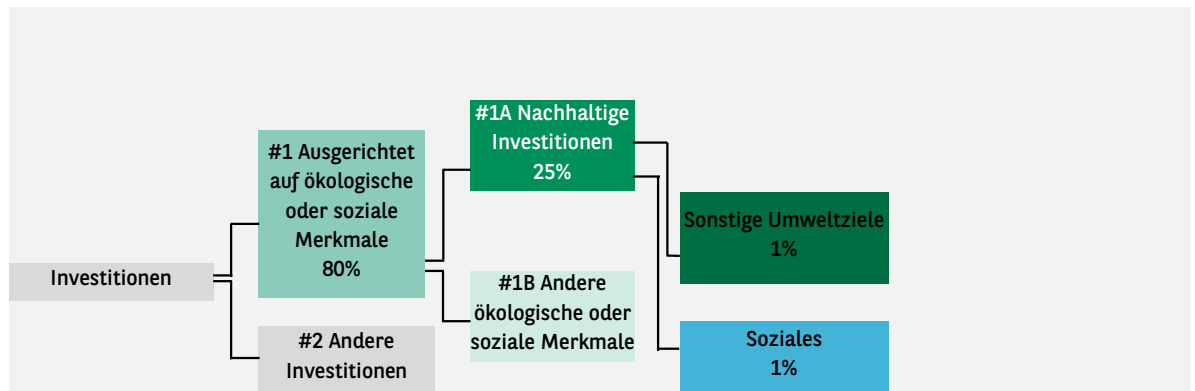 Investitionen
#1 Ausgerichtet
auf ökologische
oder soziale
Merkmale
80%
#2 Andere
Investitionen
#1A Nachhaltige
Investitionen
25%
#1B Andere
ökologische oder
soziale Merkmale
Sonstige Umweltziele
1%
Soziales
1%